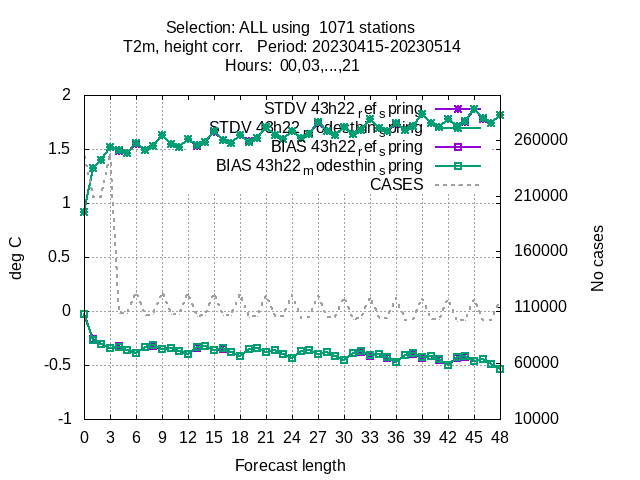 Selection: ALL using  1071 stations
T2m, height corr.   Period: 20230415-20230514
Hours:  00,03,...,21
STDV 43h22_ref_spring
STDV 43h22_modesthin_spring
BIAS 43h22_ref_spring
BIAS 43h22_modesthin_spring
CASES
2
1.5
1
0.5
0
-0.5
-1
deg C
260000
210000
160000
110000
60000
10000
No cases
0 3 6 9 12 15 18 21 24 27 30 33 36 39 42 45 48
Forecast length